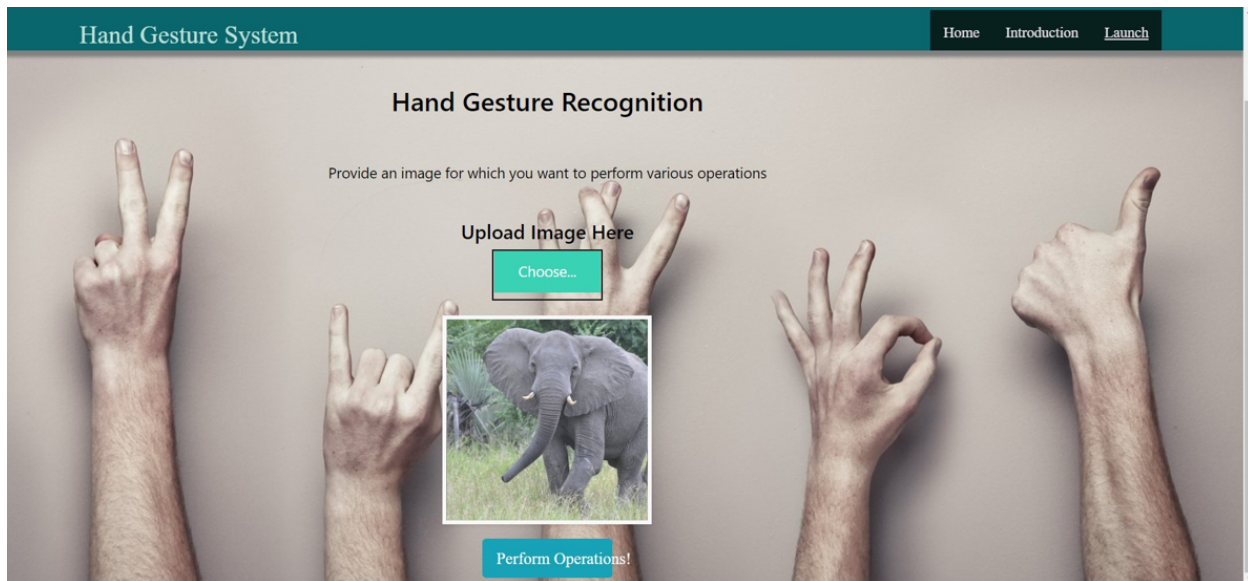 Hand Gesture System
Home Introduction Launch
Hand Gesture Recognition
Provide an image for which you want to perform various operations
Upload Image Here
Choose...
Perform Operations!